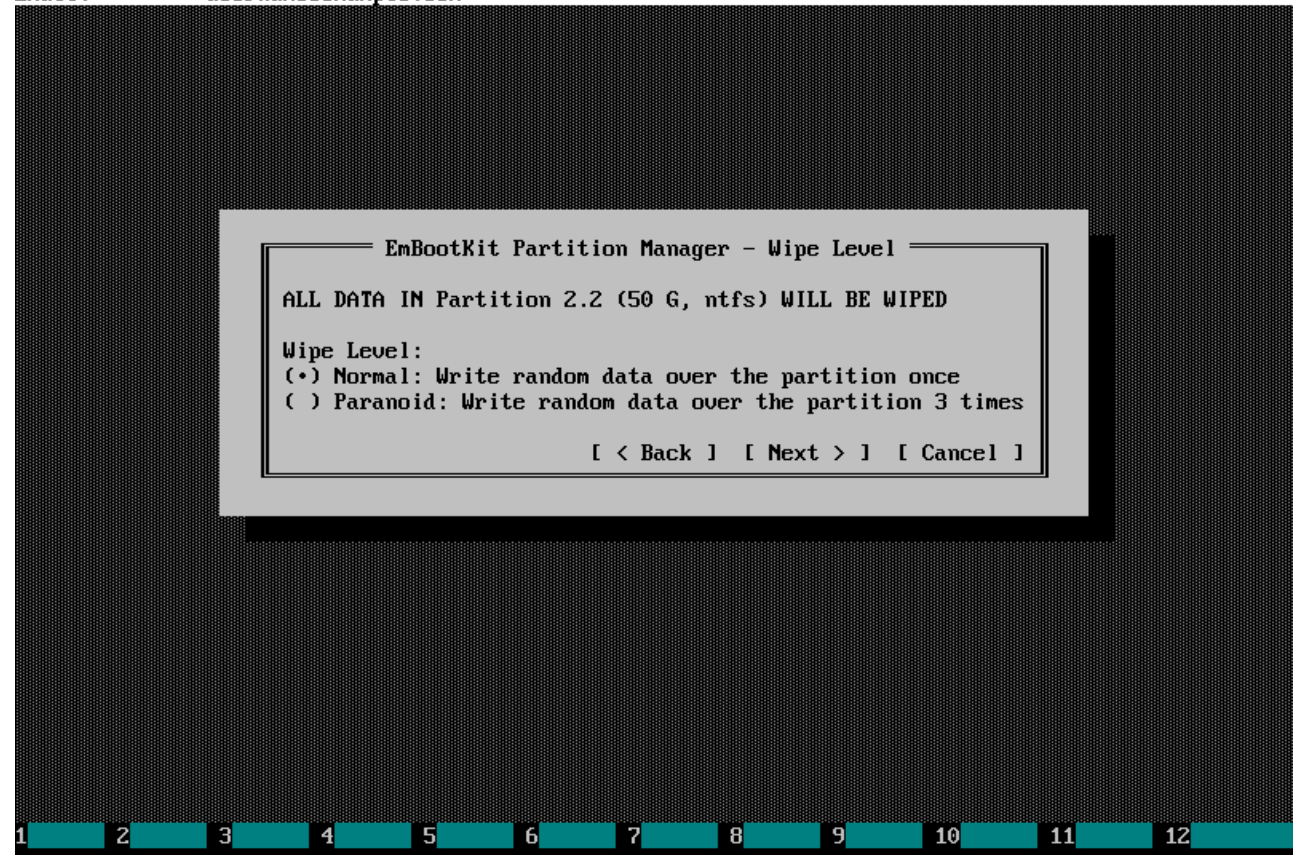 EmBootKit Partition Manager - Wipe Level
ALL DATA IN Partition 2.2 (50 G, ntfs) WILL BE WIPED
Wipe Level:
(•) Normal: Write random data over the partition once
( ) Paranoid: Write random data over the partition 3 times
[ < Back ] [ Next > ] [ Cancel ]
1 2 3 4 5 6 7 8 9 10 11 12